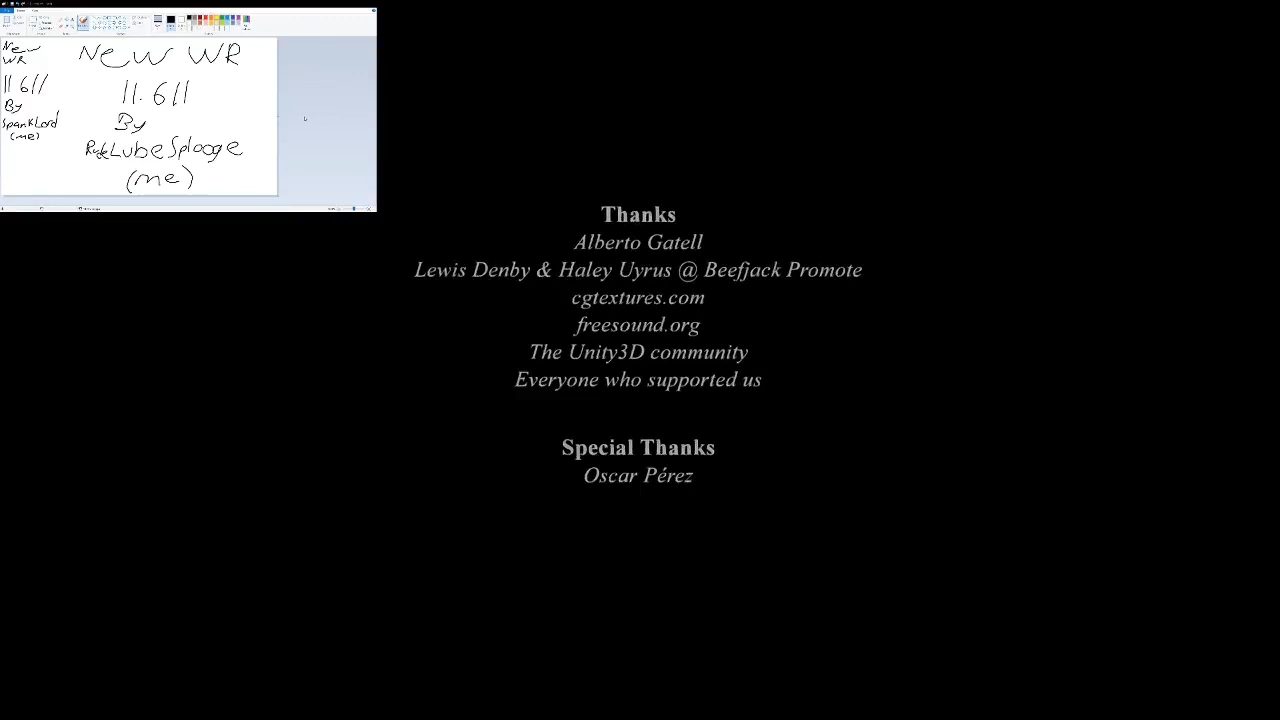 New
WR
11 611
By
SpankLord
(me)
New WR
11.611
By
RudeLubeSplooge
(me)
Thanks
Alberto Gatell
Lewis Denby & Haley Uyrus @ Beefjack Promote
cgtextures.com
freesound.org
The Unity3D community
Everyone who supported us
Special Thanks
Oscar Pérez